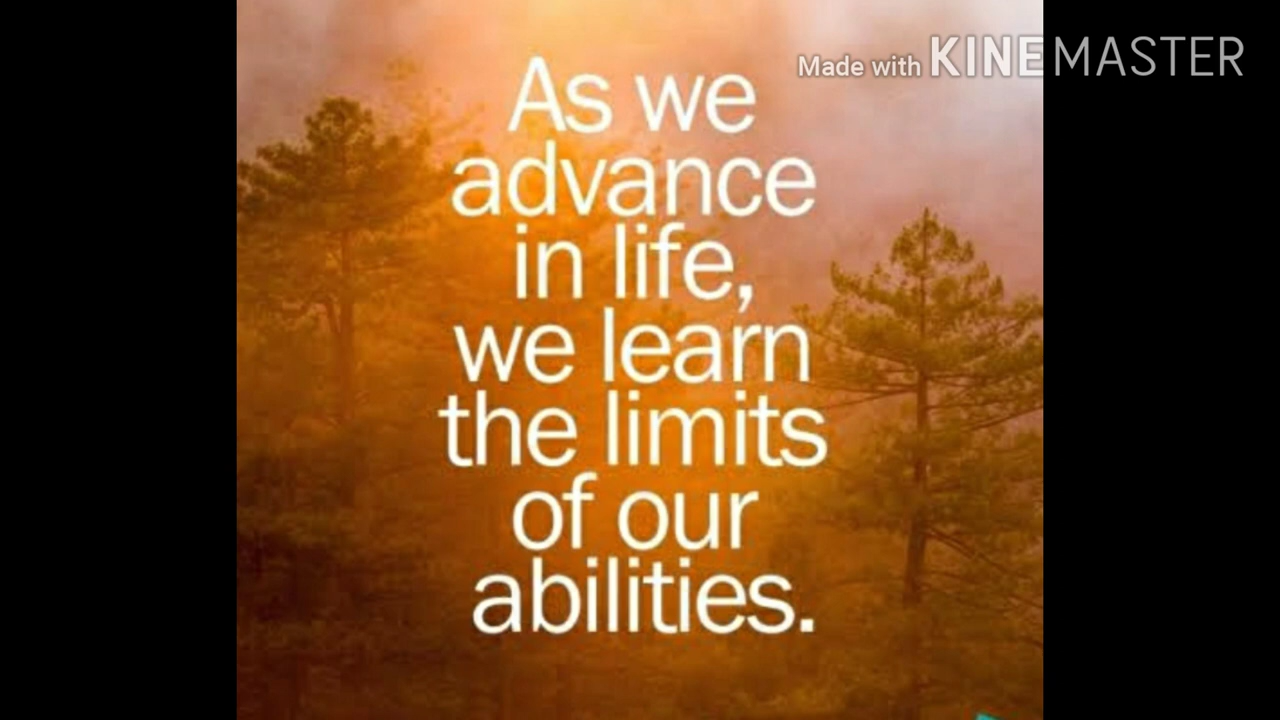 Made with KINEMASTER
As we
advance
in life,
we learn
the limits
of our
abilities.